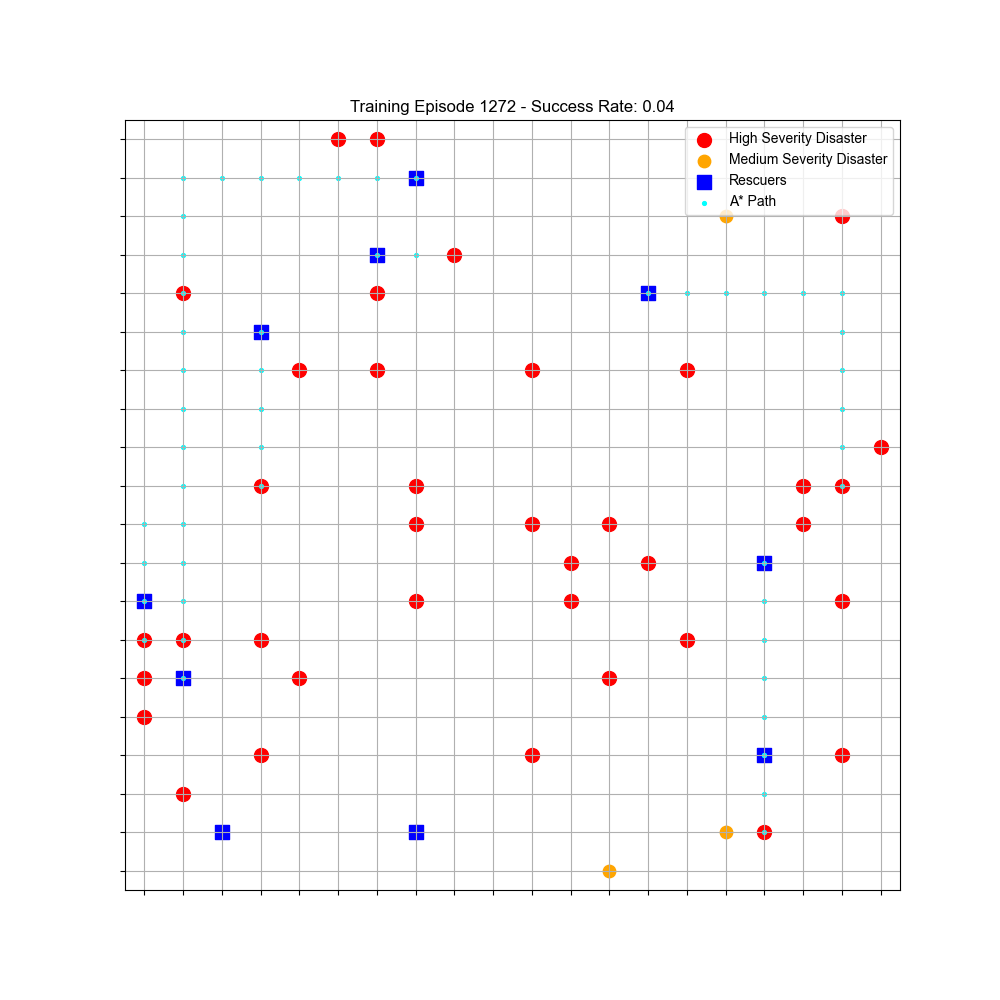 Training Episode 1272 - Success Rate: 0.04
High Severity Disaster
Medium Severity Disaster
Rescuers
A* Path